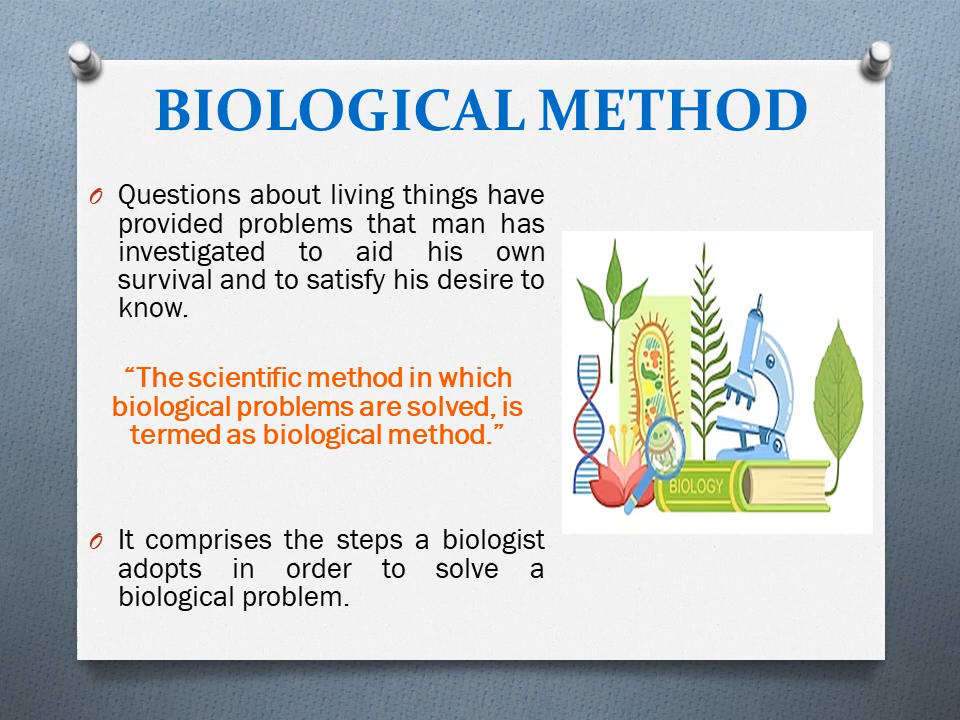 BIOLOGICAL METHOD
Questions about living things have
provided problems that man has
investigated to aid his own
survival and to satisfy his desire to
know.
“The scientific method in which
biological problems are solved, is
termed as biological method.”
It comprises the steps a biologist
adopts in order to solve a
biological problem.
BIOLOGY